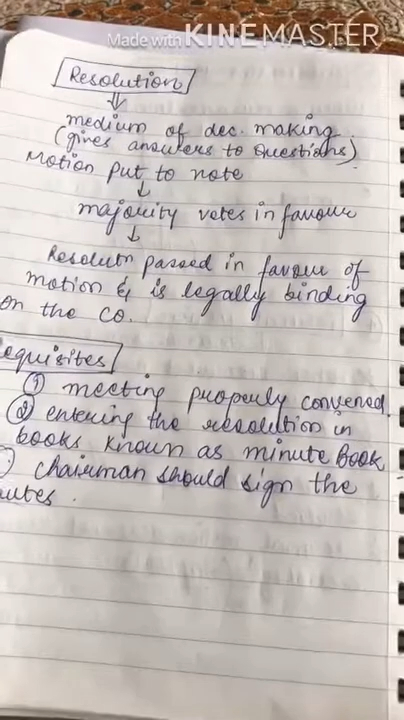 Made with KINEMASTER
Resolution
medium of dec. making.
(gives answers to Questions)
Motion put to note
majority votes in favour
Resolutn passed in favour of
motion & is legally binding
on the co.
equisites
① meeting properly convened.
② entering the resolution in
books known as minute Book
) chairman should sign the
nutes.